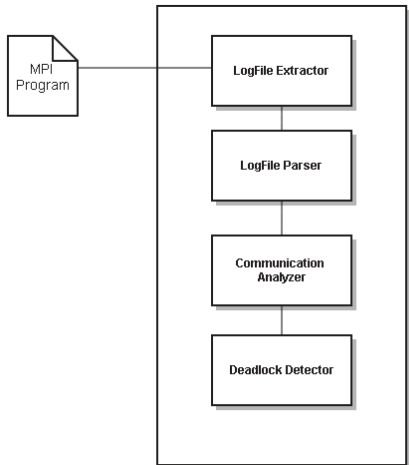 MPI
Program
LogFile Extractor
LogFile Parser
Communication
Analyzer
Deadlock Detector